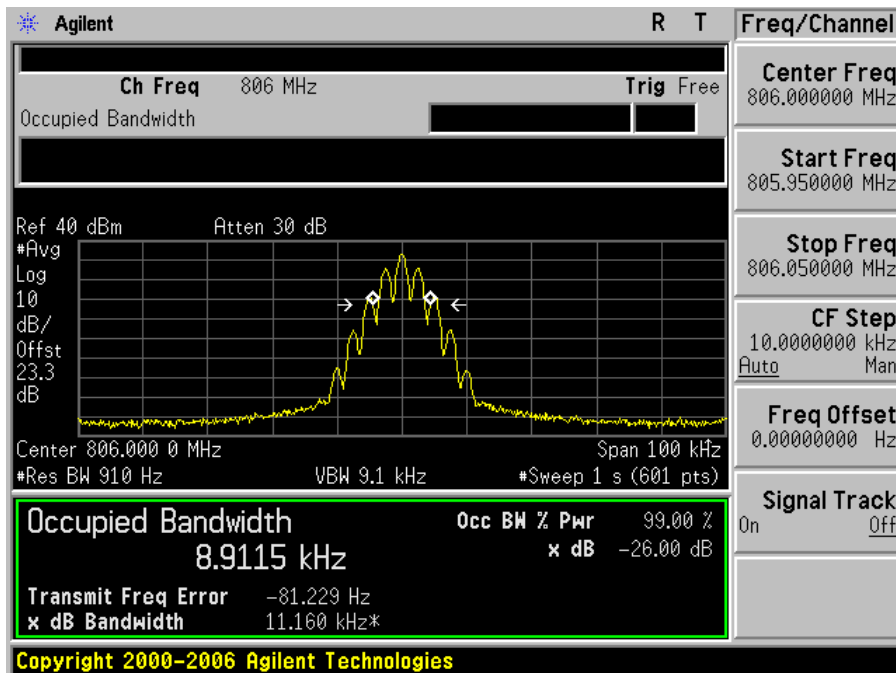 Agilent R T
Ch Freq 806 MHz Trig Free
Occupied Bandwidth
Ref 40 dBm Atten 30 dB
#Avg
Log
10
dB/
Offst
23.3
dB
Center 806.000 0 MHz Span 100 kHz
#Res BW 910 Hz VBW 9.1 kHz #Sweep 1 s (601 pts)
Occupied Bandwidth Occ BW % Pwr 99.00 %
8.9115 kHz x dB -26.00 dB
Transmit Freq Error -81.229 Hz
x dB Bandwidth 11.160 kHz*
Copyright 2000-2006 Agilent Technologies
Freq/Channel
Center Freq
806.000000 MHz
Start Freq
805.950000 MHz
Stop Freq
806.050000 MHz
CF Step
10.0000000 kHz
Auto Man
Freq Offset
0.00000000 Hz
Signal Track
On Off